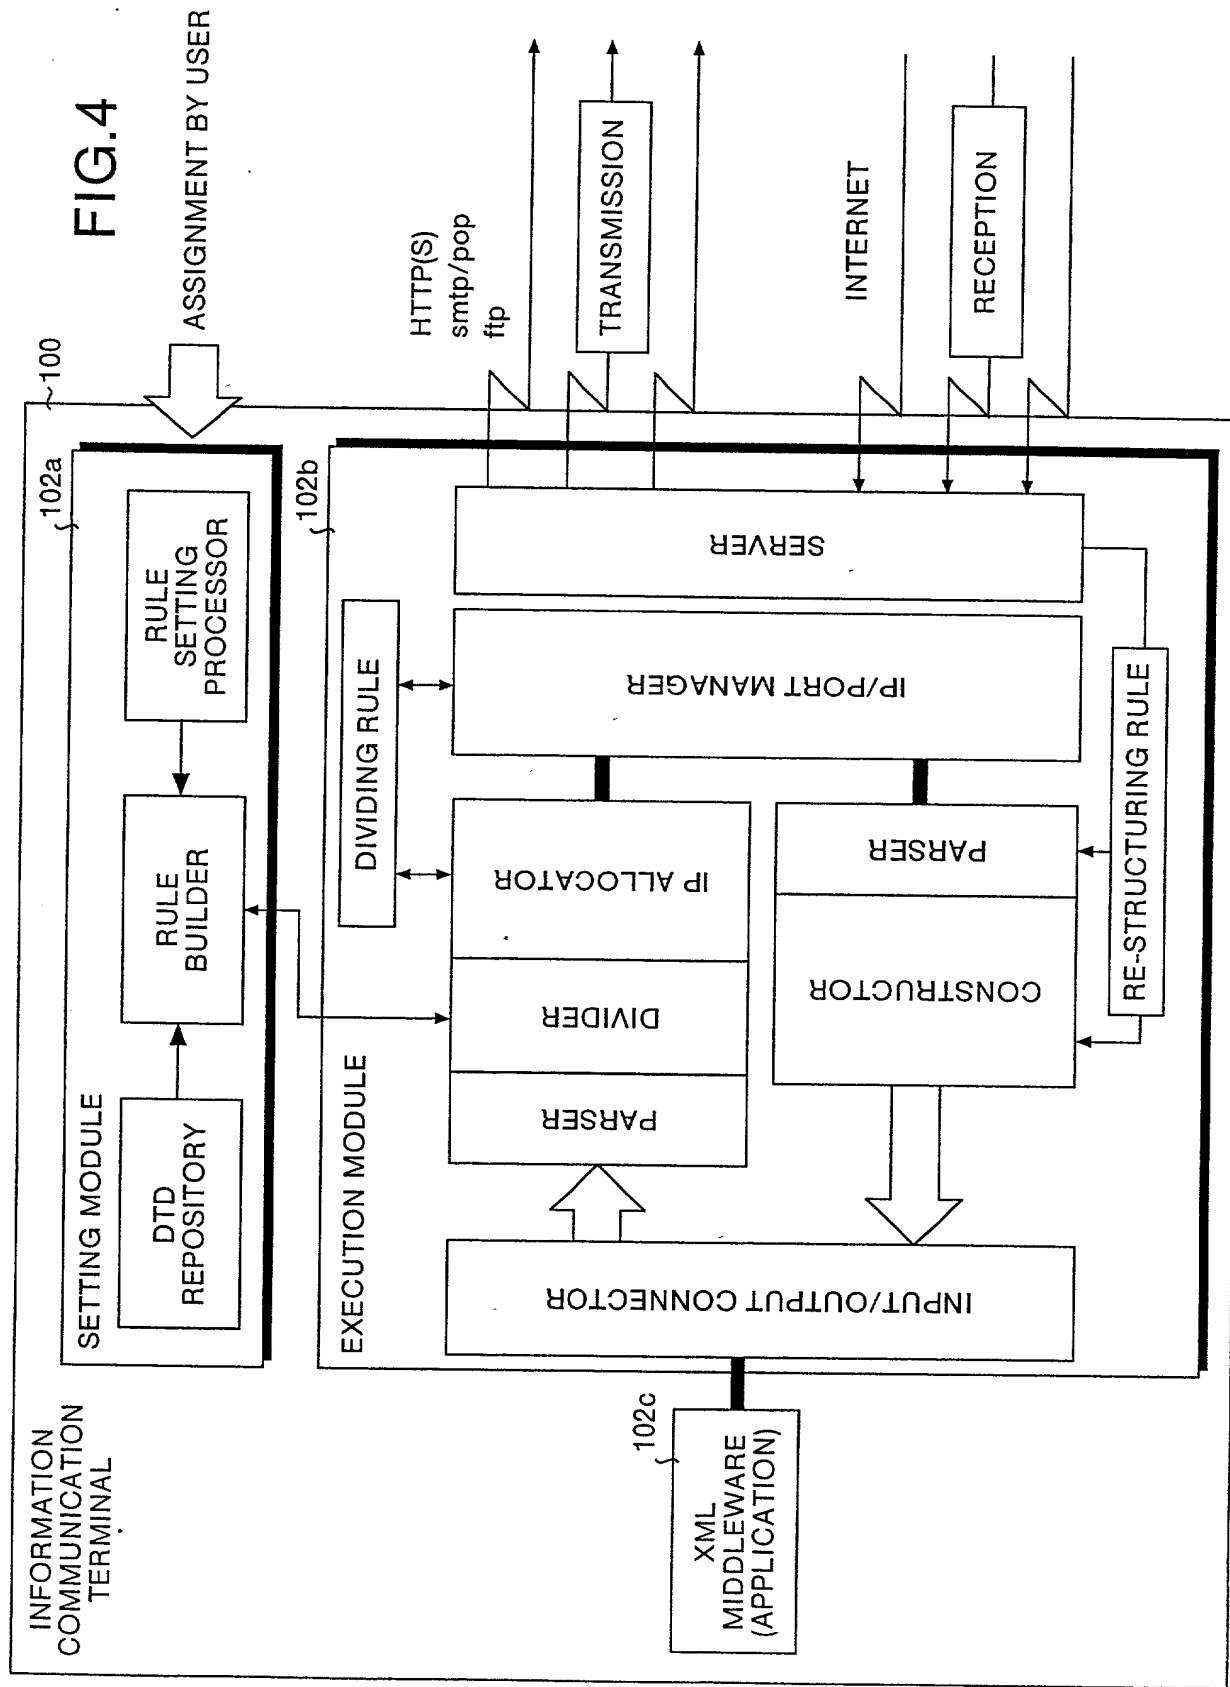 FIG.4
INFORMATION
COMMUNICATION
TERMINAL
100
ASSIGNMENT BY USER
SETTING MODULE
102a
DTD
REPOSITORY
RULE
BUILDER
RULE
SETTING
PROCESSOR
EXECUTION MODULE
102b
DIVIDING RULE
PARSER
DIVIDER
IP ALLOCATOR
IP/PORT MANAGER
SERVER
INPUT/OUTPUT CONNECTOR
CONSTRUCTOR
PARSER
RE-STRUCTURING RULE
102c
XML
MIDDLEWARE
(APPLICATION)
HTTP(S)
smtp/pop
ftp
TRANSMISSION
INTERNET
RECEPTION